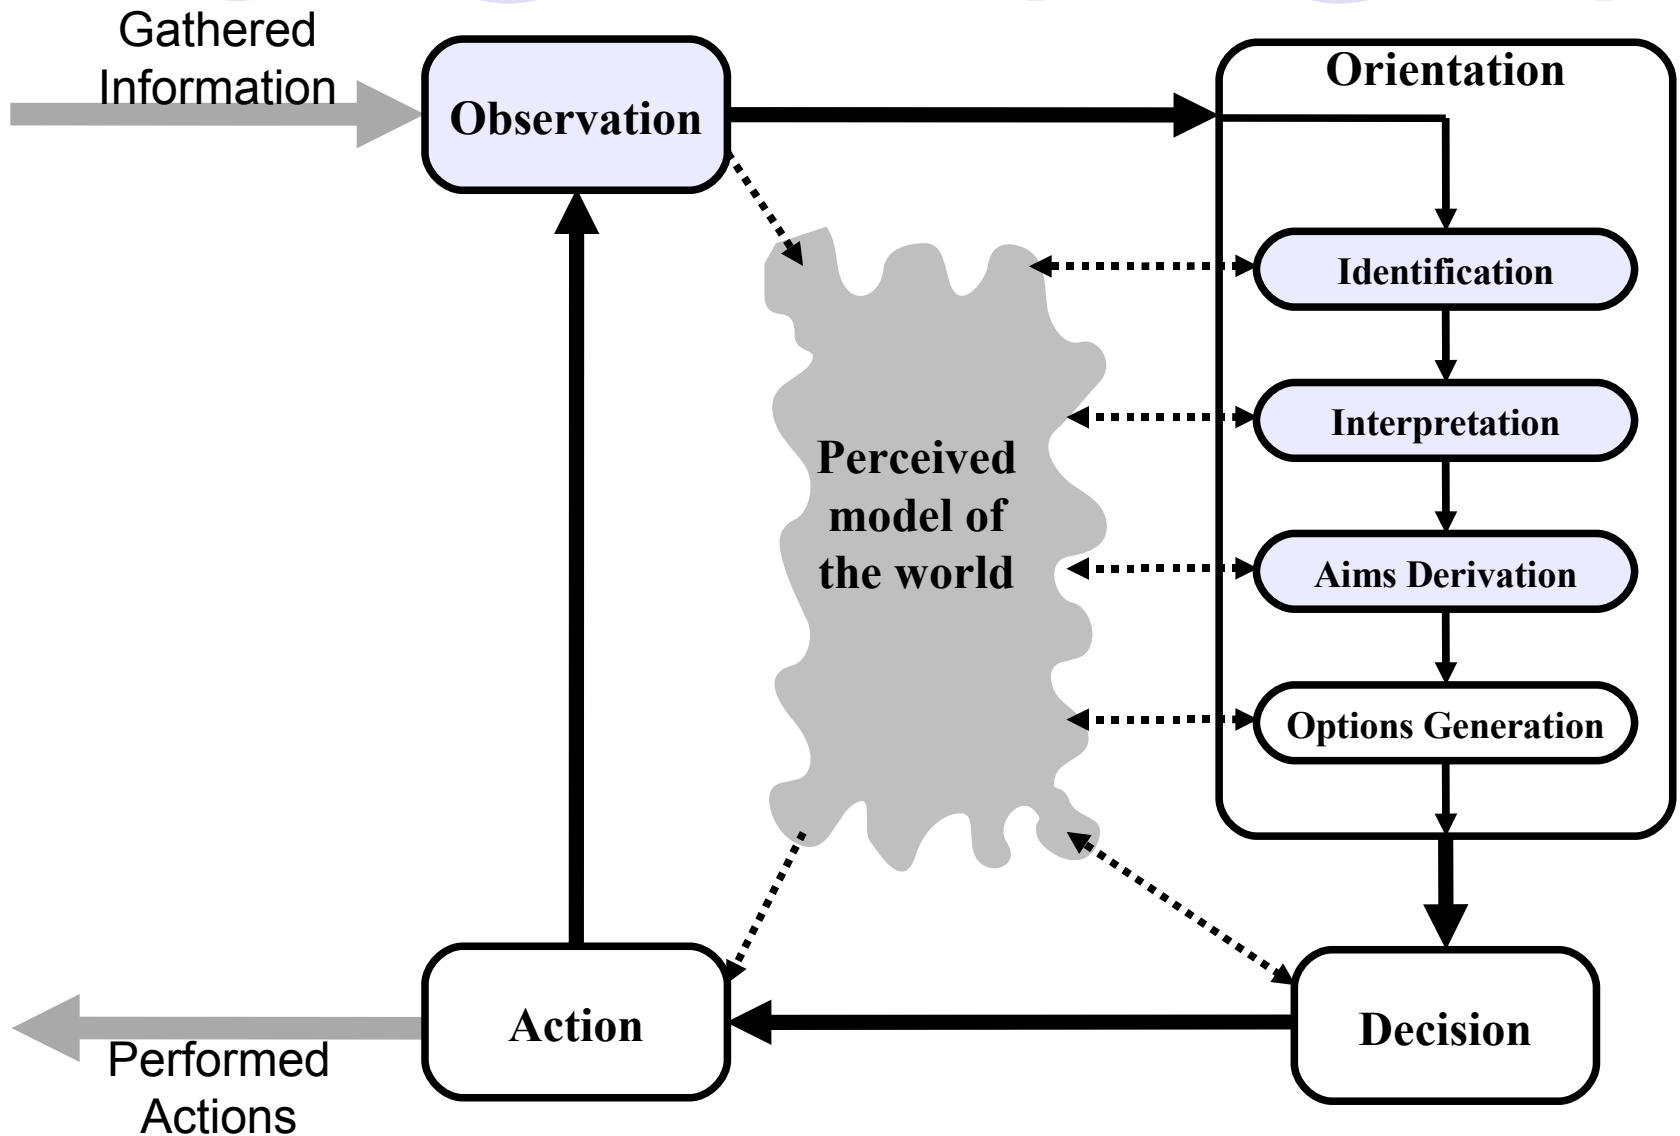 Gathered
Information
Observation
Orientation
Identification
Interpretation
Aims Derivation
Options Generation
Perceived
model of
the world
Action
Decision
Performed
Actions